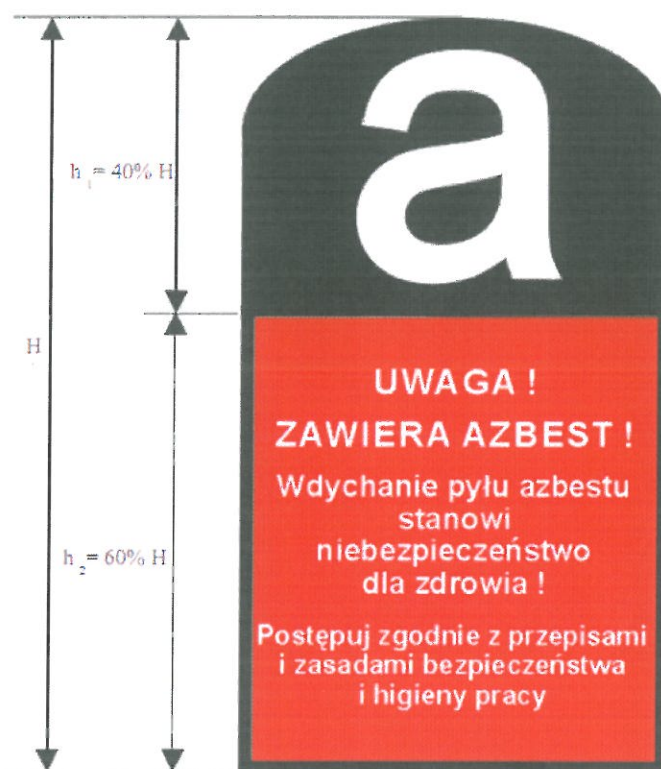 a
h₁= 40% H
H
UWAGA !
ZAWIERA AZBEST !
Wdychanie pyłu azbestu
stanowi
niebezpieczeństwo
dla zdrowia !
h₂= 60% H
Postępuj zgodnie z przepisami
i zasadami bezpieczeństwa
i higieny pracy